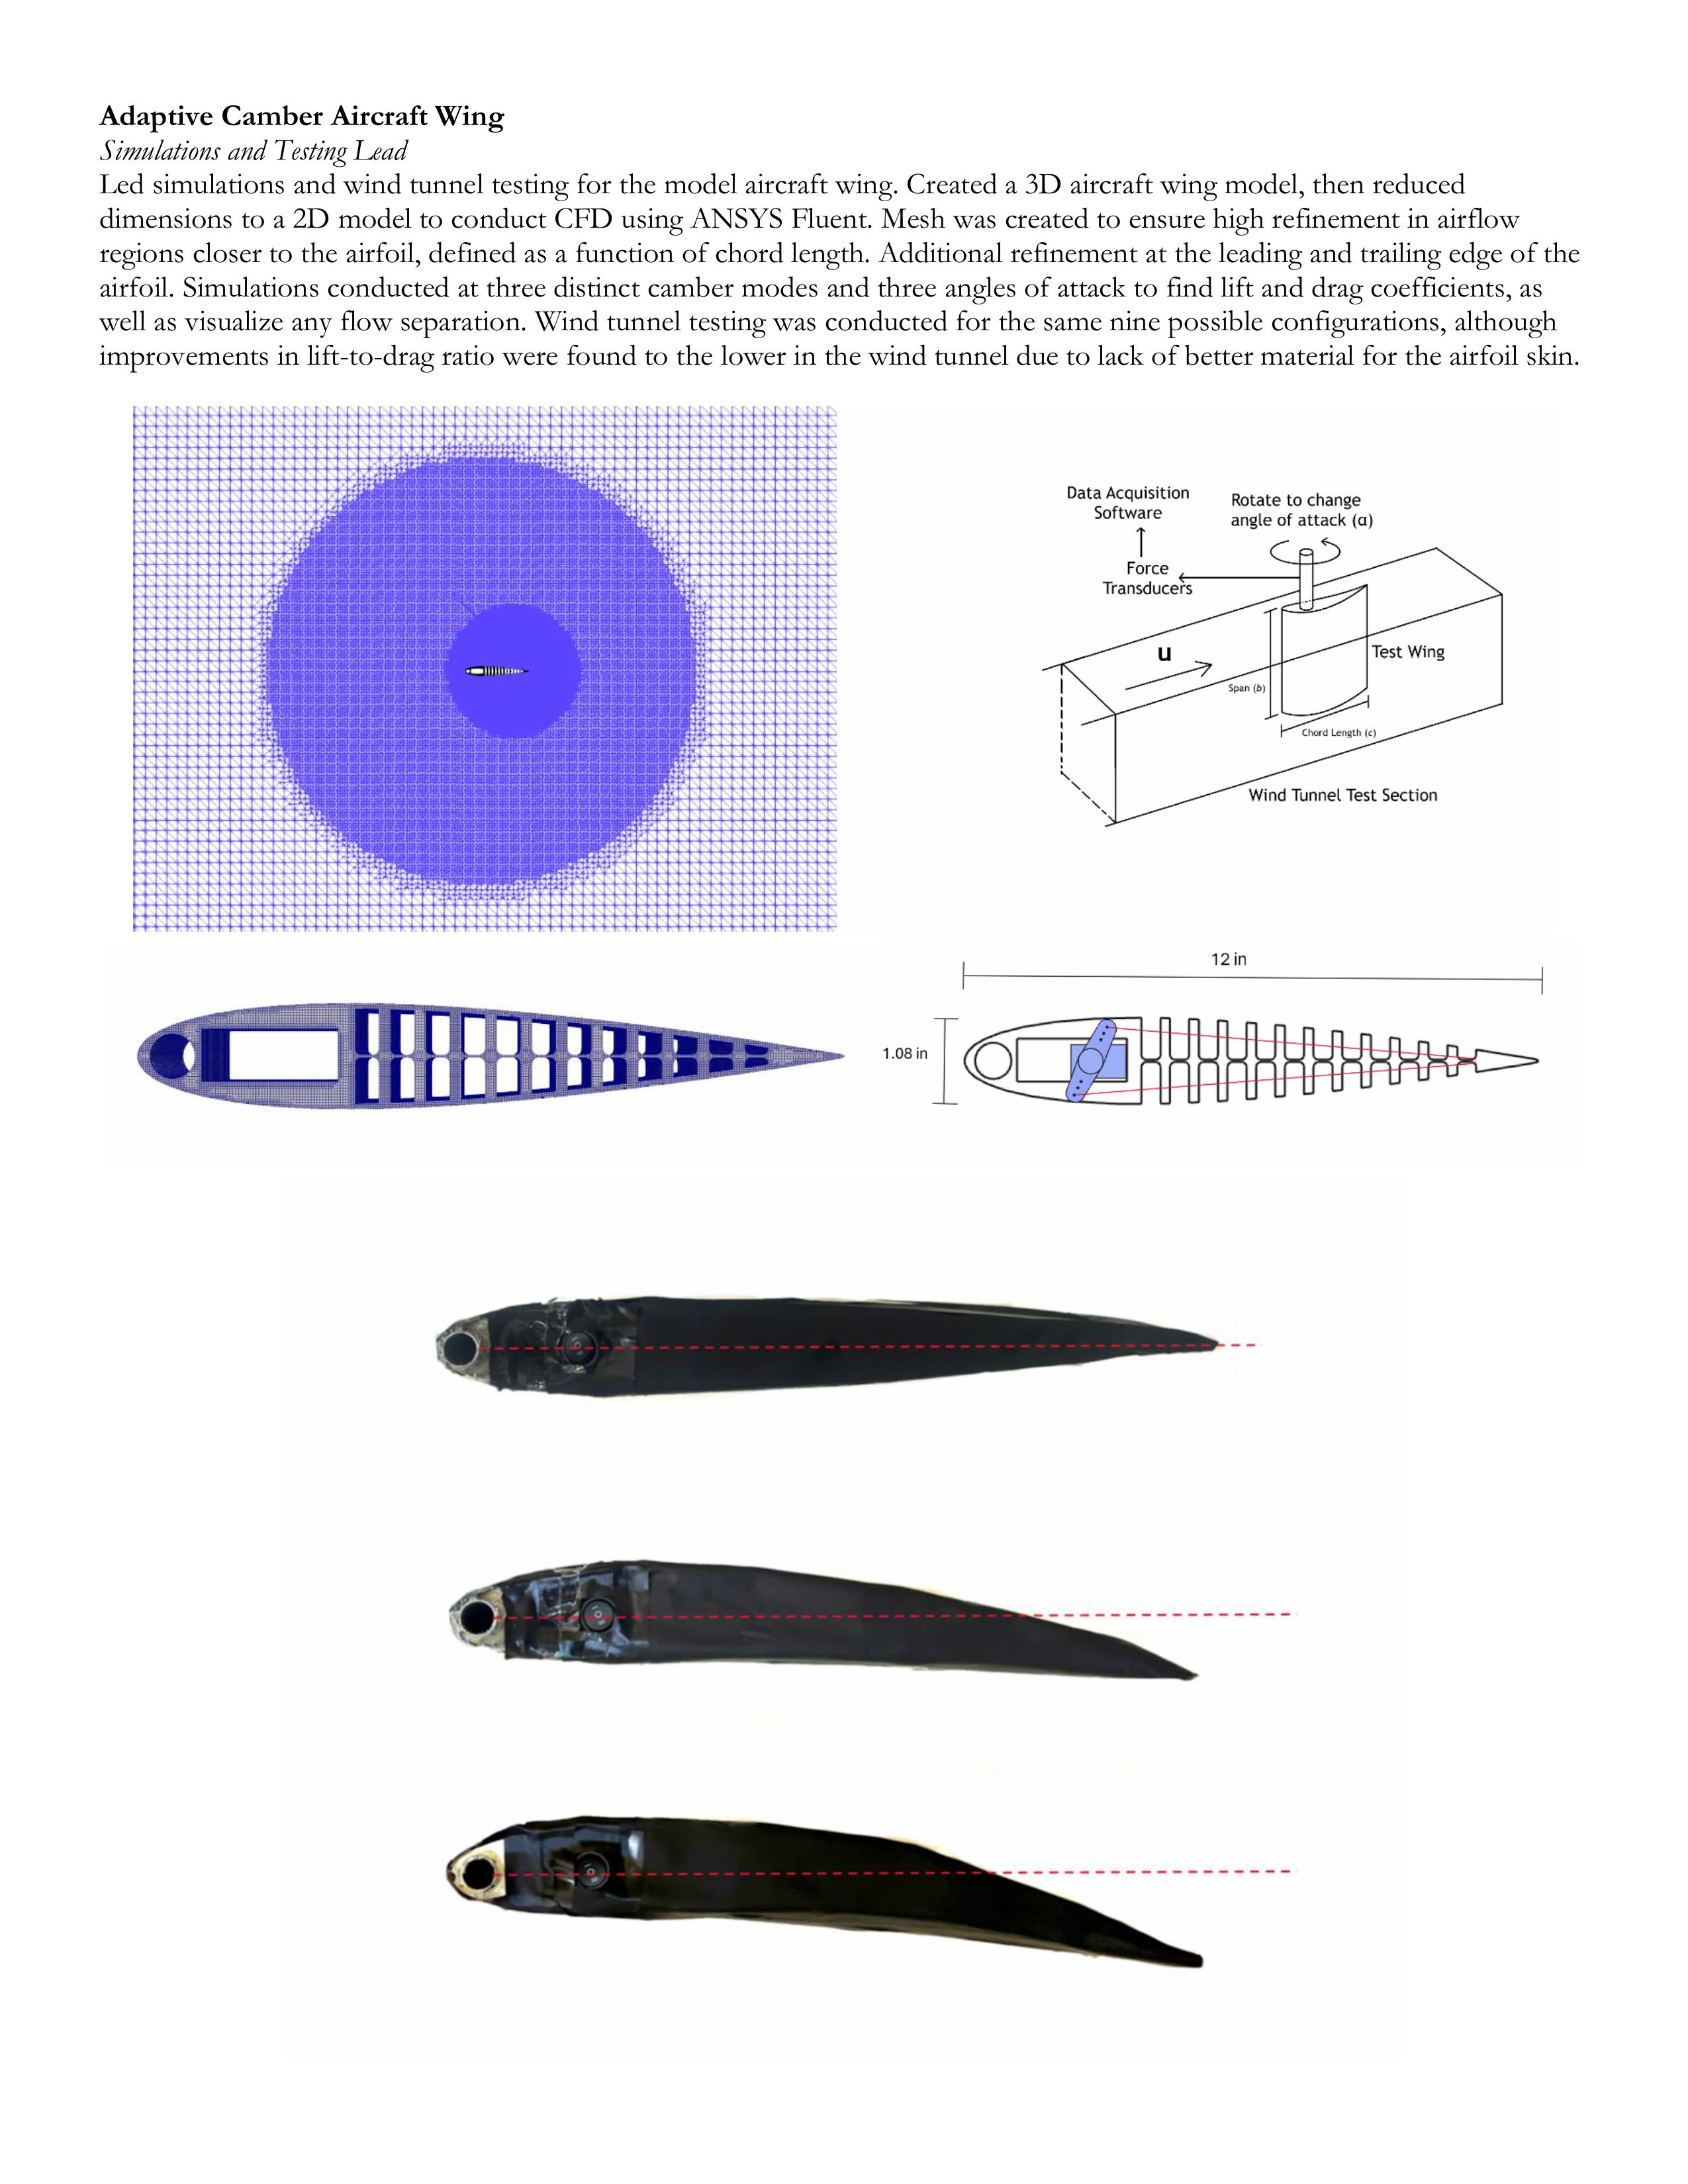 Adaptive Camber Aircraft Wing
Simulations and Testing Lead
Led simulations and wind tunnel testing for the model aircraft wing. Created a 3D aircraft wing model, then reduced
dimensions to a 2D model to conduct CFD using ANSYS Fluent. Mesh was created to ensure high refinement in airflow
regions closer to the airfoil, defined as a function of chord length. Additional refinement at the leading and trailing edge of the
airfoil. Simulations conducted at three distinct camber modes and three angles of attack to find lift and drag coefficients, as
well as visualize any flow separation. Wind tunnel testing was conducted for the same nine possible configurations, although
improvements in lift-to-drag ratio were found to the lower in the wind tunnel due to lack of better material for the airfoil skin.
Data Acquisition
Software
Rotate to change
angle of attack (α)
Force
Transducers
u
Test Wing
Span (b)
Chord Length (c)
Wind Tunnel Test Section
12 in
1.08 in